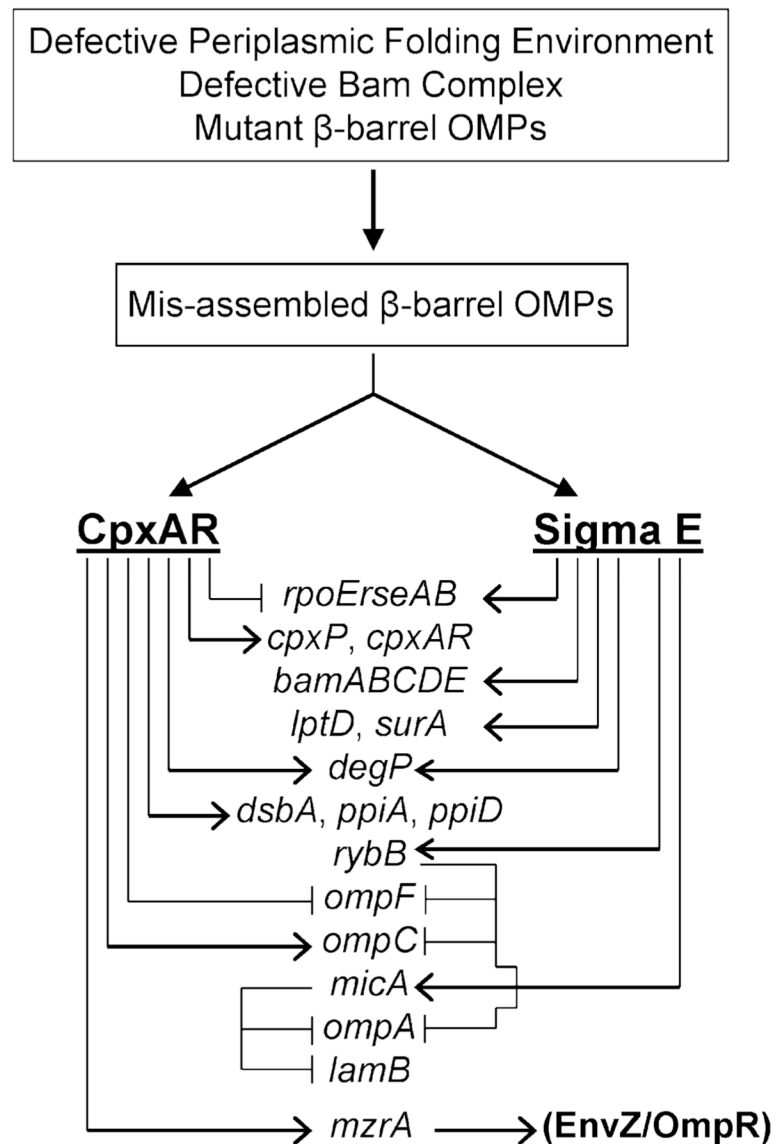 Defective Periplasmic Folding Environment
Defective Bam Complex
Mutant β-barrel OMPs
Mis-assembled β-barrel OMPs
CpxAR Sigma E
rpoErseAB
cpxP, cpxAR
bamABCDE
lptD, surA
degP
dsbA, ppiA, ppiD
rybB
ompF
ompC
micA
ompA
lamB
mzrA (EnvZ/OmpR)